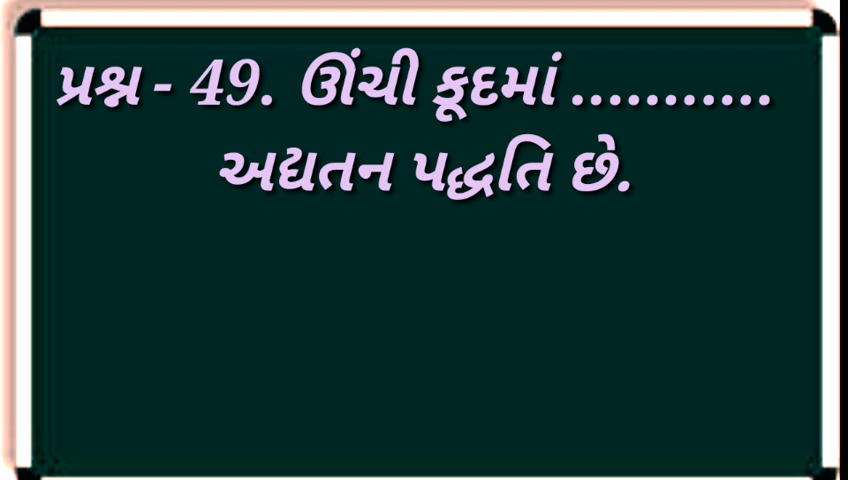 પ્રશ્ન - 49. ઊંચી કૂદમાં ...........
અદ્યતન પદ્ધતિ છે.